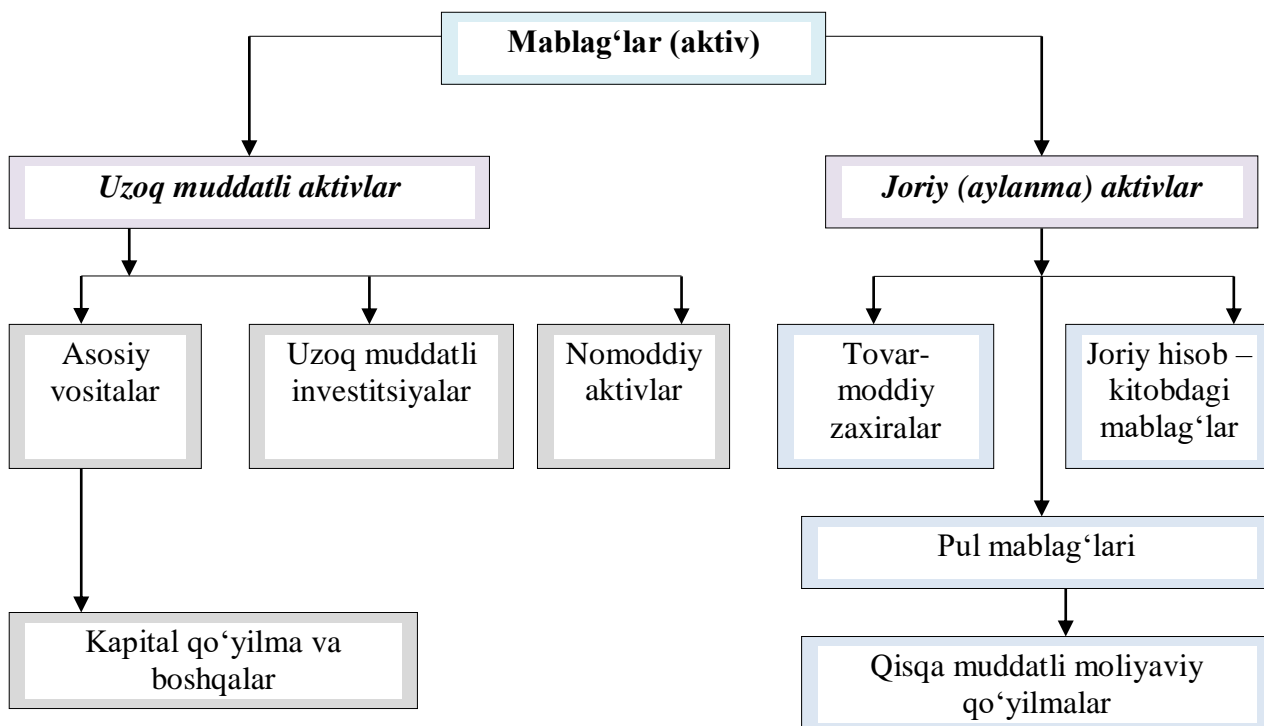 Mablag‘lar (aktiv)
Uzoq muddatli aktivlar
Joriy (aylanma) aktivlar
Asosiy
vositalar
Uzoq muddatli
investitsiyalar
Nomoddiy
aktivlar
Tovar-
moddiy
zaxiralar
Joriy hisob –
kitobdagi
mablag‘lar
Pul mablag‘lari
Kapital qo‘yilma va
boshqalar
Qisqa muddatli moliyaviy
qo‘yilmalar